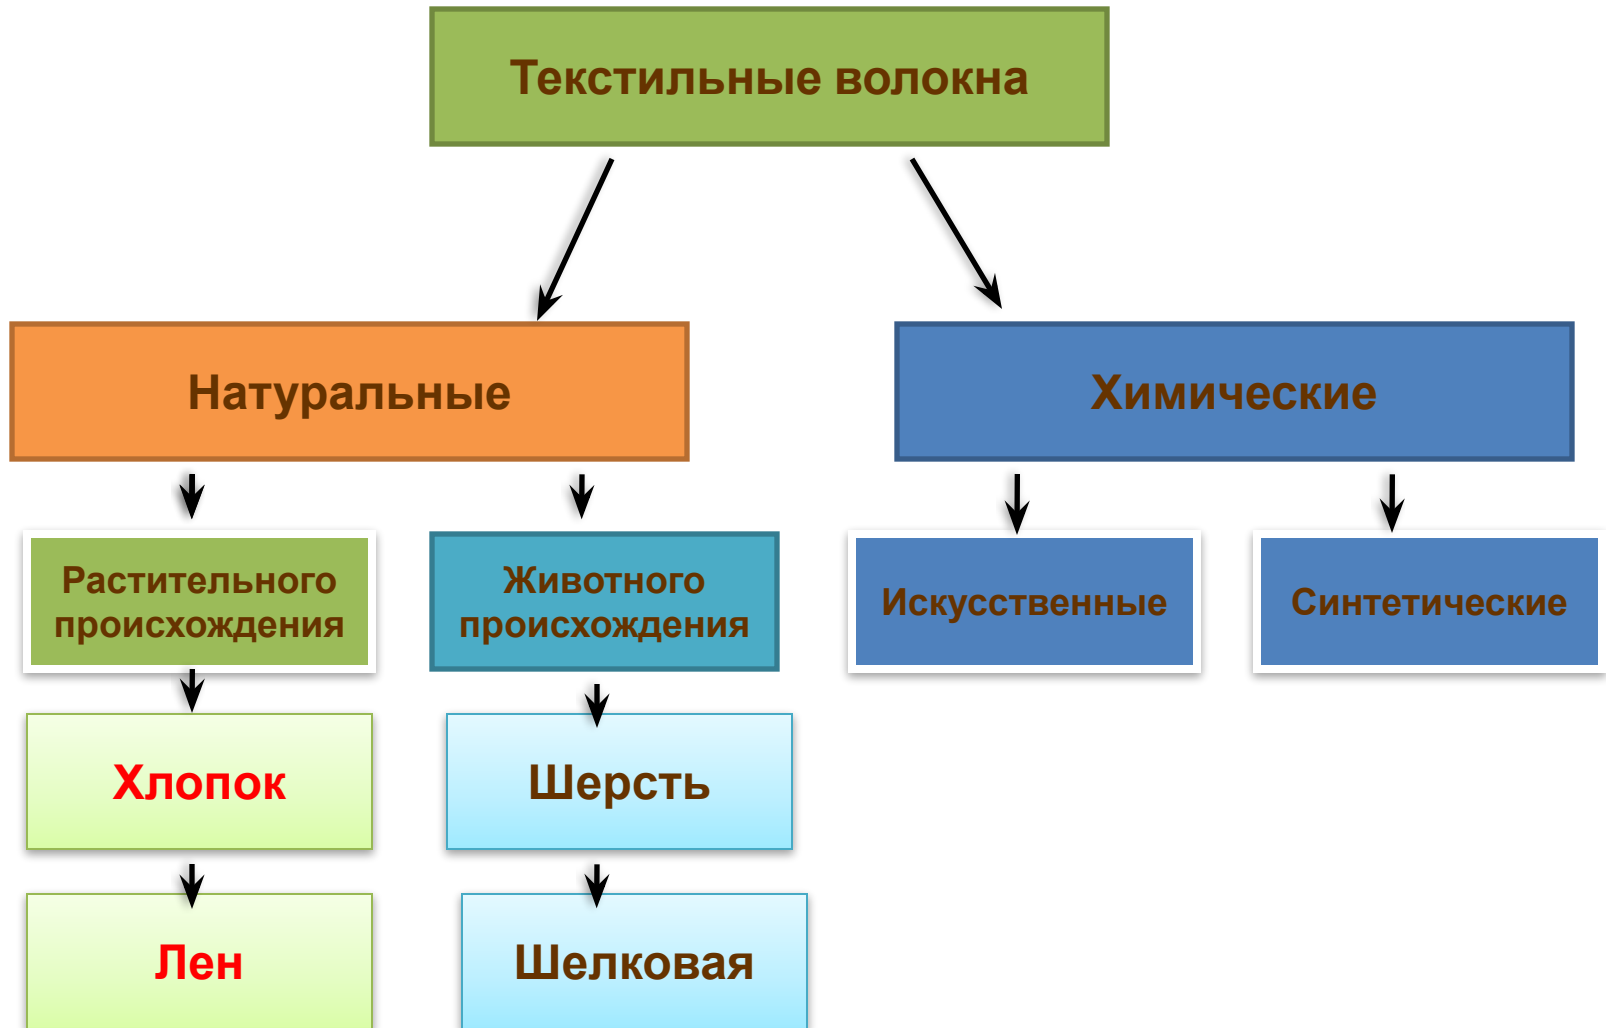 Текстильные волокна
Натуральные
Химические
Растительного
происхождения
Животного
происхождения
Искусственные
Синтетические
Хлопок
Шерсть
Лен
Шелковая